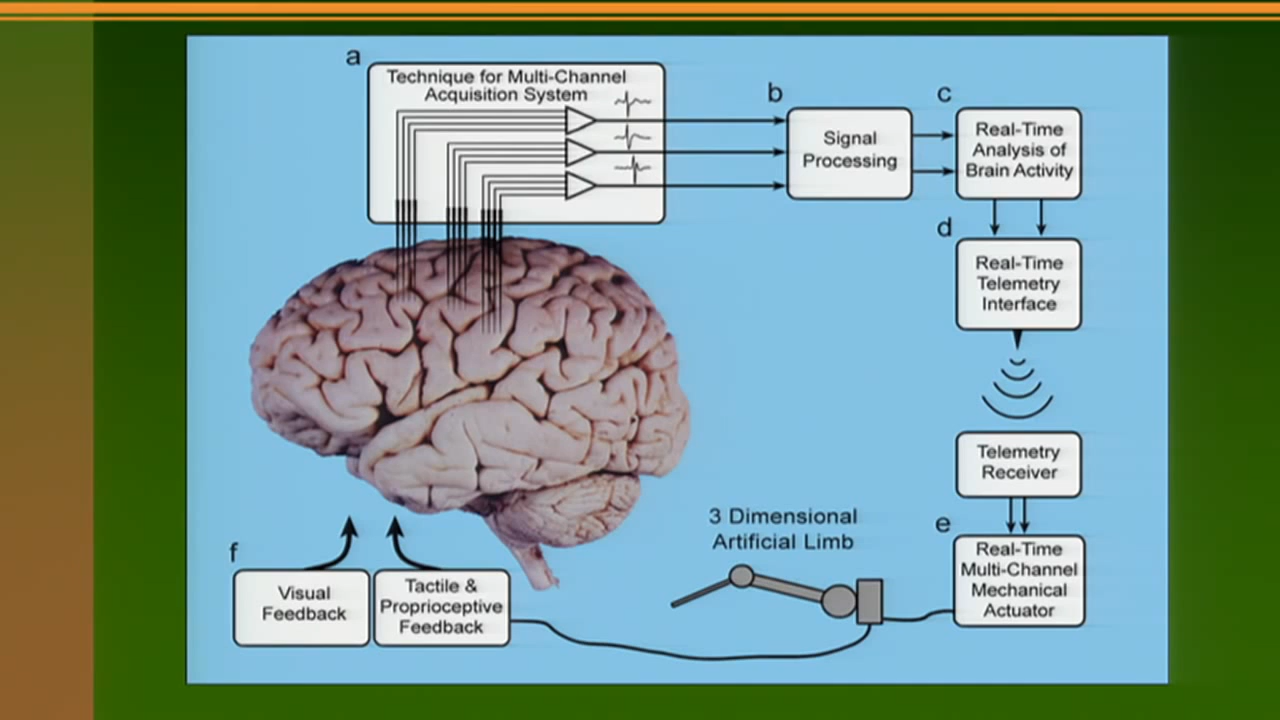 a
Technique for Multi-Channel
Acquisition System
b
Signal
Processing
c
Real-Time
Analysis of
Brain Activity
d
Real-Time
Telemetry
Interface
Telemetry
Receiver
e
Real-Time
Multi-Channel
Mechanical
Actuator
3 Dimensional
Artificial Limb
f
Visual
Feedback
Tactile &
Proprioceptive
Feedback